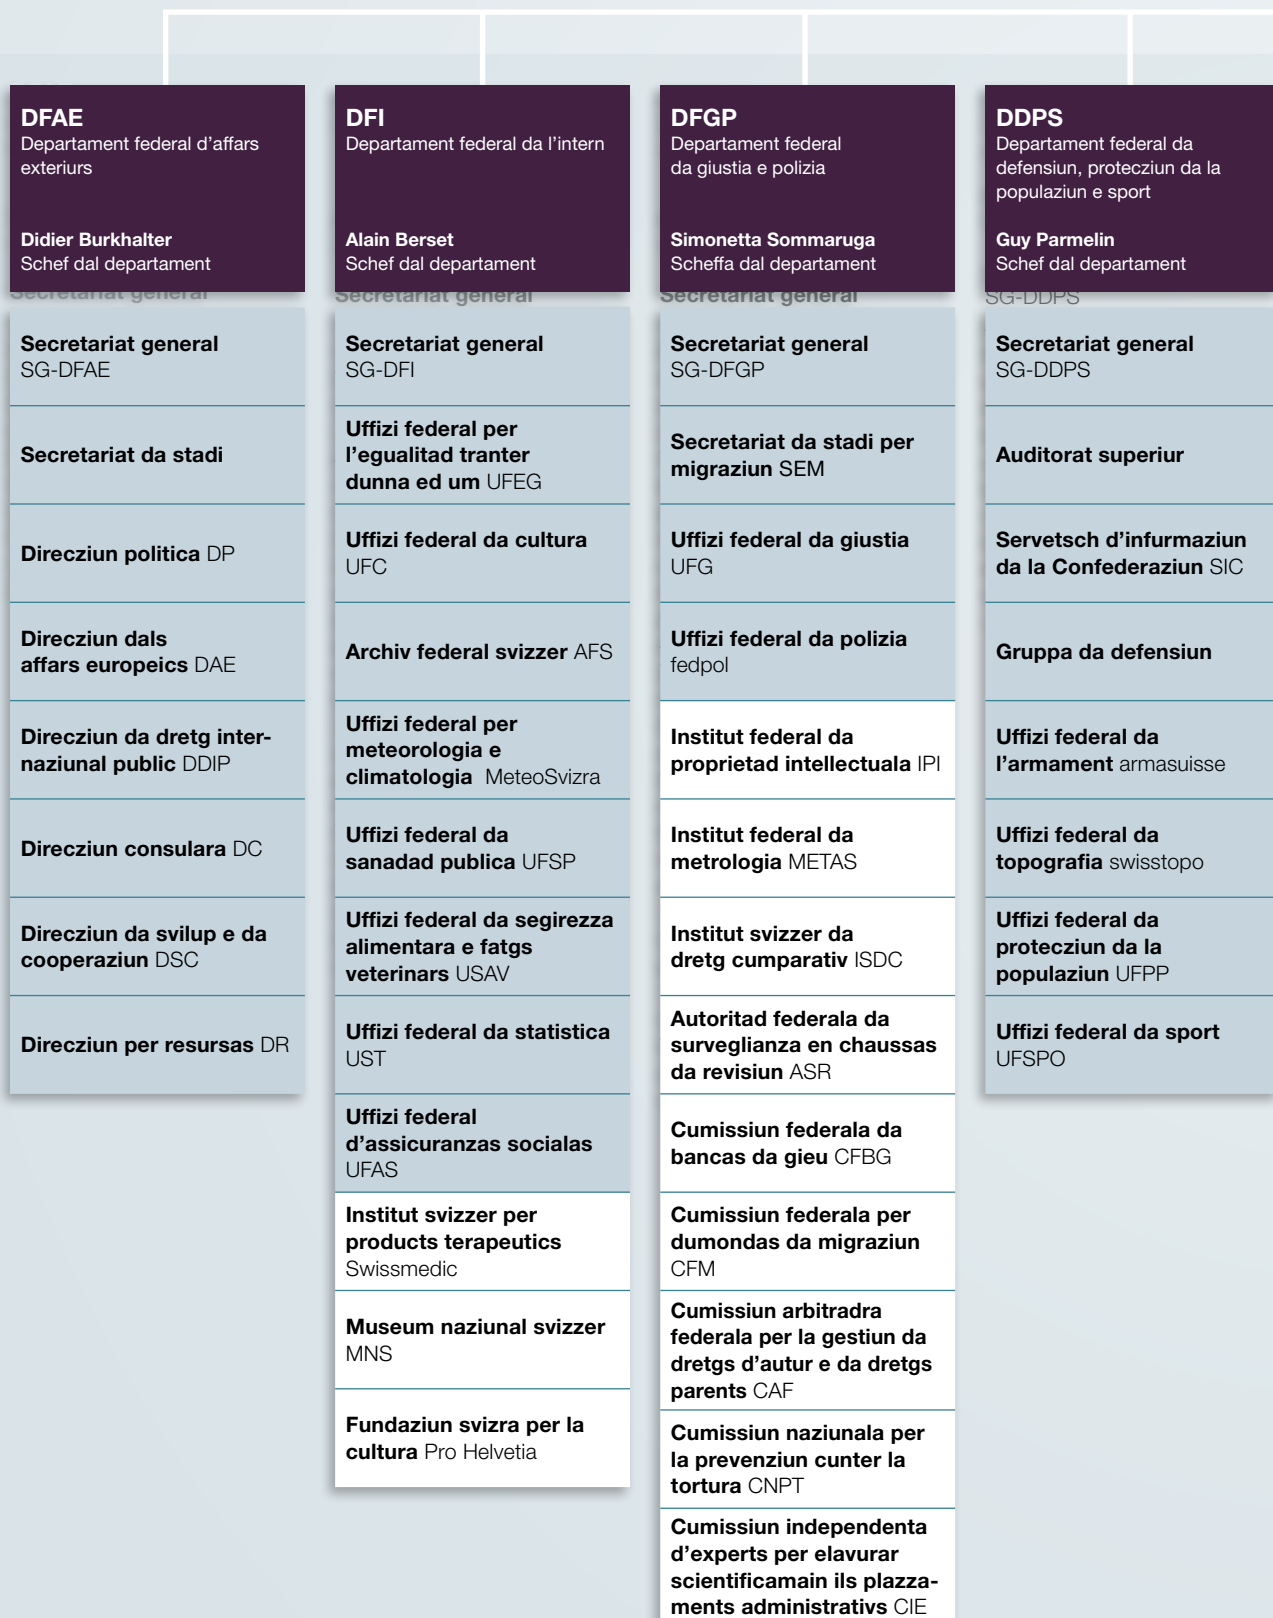 DFAE
Departament federal d’affars
exteriurs
Didier Burkhalter
Schef dal departament
Secretariat general
Secretariat general
SG-DFAE
Secretariat da stadi
Direcziun politica DP
Direcziun dals
affars europeics DAE
Direcziun da dretg inter-
naziunal public DDIP
Direcziun consulara DC
Direcziun da svilup e da
cooperaziun DSC
Direcziun per resursas DR
DFI
Departament federal da l’intern
Alain Berset
Schef dal departament
Secretariat general
Secretariat general
SG-DFI
Uffizi federal per
l’egualitad tranter
dunna ed um UFEG
Uffizi federal da cultura
UFC
Archiv federal svizzer AFS
Uffizi federal per
meteorologia e
climatologia MeteoSvizra
Uffizi federal da
sanadad publica UFSP
Uffizi federal da segirezza
alimentara e fatgs
veterinars USAV
Uffizi federal da statistica
UST
Uffizi federal
d’assicuranzas socialas
UFAS
Institut svizzer per
products terapeutics
Swissmedic
Museum naziunal svizzer
MNS
Fundaziun svizra per la
cultura Pro Helvetia
DFGP
Departament federal
da giustia e polizia
Simonetta Sommaruga
Scheffa dal departament
Secretariat general
Secretariat general
SG-DFGP
Secretariat da stadi per
migraziun SEM
Uffizi federal da giustia
UFG
Uffizi federal da polizia
fedpol
Institut federal da
proprietad intellectuala IPI
Institut federal da
metrologia METAS
Institut svizzer da
dretg cumparativ ISDC
Autoritad federala da
surveglianza en chaussas
da revisiun ASR
Cumissiun federala da
bancas da gieu CFBG
Cumissiun federala per
dumondas da migraziun
CFM
Cumissiun arbitradra
federala per la gestiun da
dretgs d’autur e da dretgs
parents CAF
Cumissiun naziunala per
la prevenziun cunter la
tortura CNPT
Cumissiun independenta
d’experts per elavurar
scientificamain ils plazza-
ments administrativs CIE
DDPS
Departament federal da
defensiun, protecziun da la
populaziun e sport
Guy Parmelin
Schef dal departament
SG-DDPS
Secretariat general
SG-DDPS
Auditorat superiur
Servetsch d’infurmaziun
da la Confederaziun SIC
Gruppa da defensiun
Uffizi federal da
l’armament armasuisse
Uffizi federal da
topografia swisstopo
Uffizi federal da
protecziun da la
populaziun UFPP
Uffizi federal da sport
UFSPO